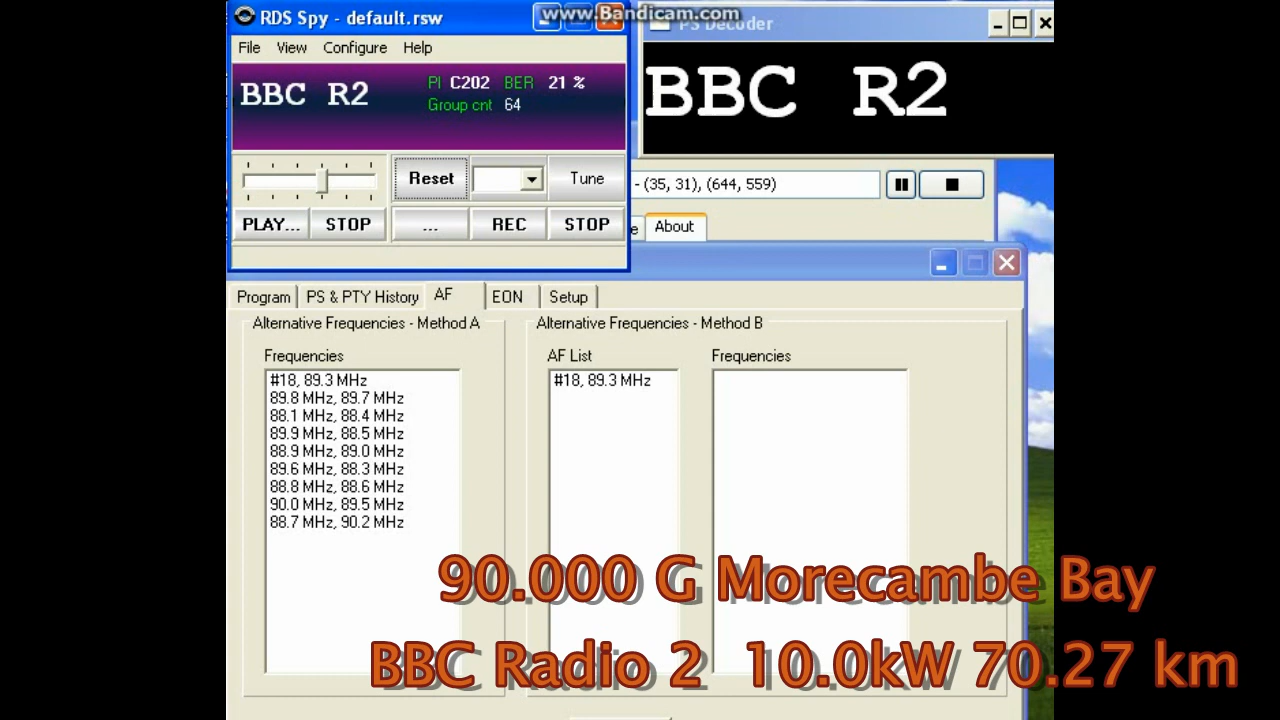 RDS Spy - default.rsw
www.Bandicam.com
PS Decoder
File View Configure Help
BBC R2
PI C202 BER 21 %
Group cnt 64
BBC R2
Reset
Tune
- (35, 31), (644, 559)
PLAY... STOP ... REC STOP
e About
Program PS & PTY History AF EON Setup
Alternative Frequencies - Method A
Alternative Frequencies - Method B
Frequencies
AF List
Frequencies
#18, 89.3 MHz
89.8 MHz, 89.7 MHz
88.1 MHz, 88.4 MHz
89.9 MHz, 88.5 MHz
88.9 MHz, 89.0 MHz
89.6 MHz, 88.3 MHz
88.8 MHz, 88.6 MHz
90.0 MHz, 89.5 MHz
88.7 MHz, 90.2 MHz
#18, 89.3 MHz
90.000 G Morecambe Bay
BBC Radio 2 10.0kW 70.27 km